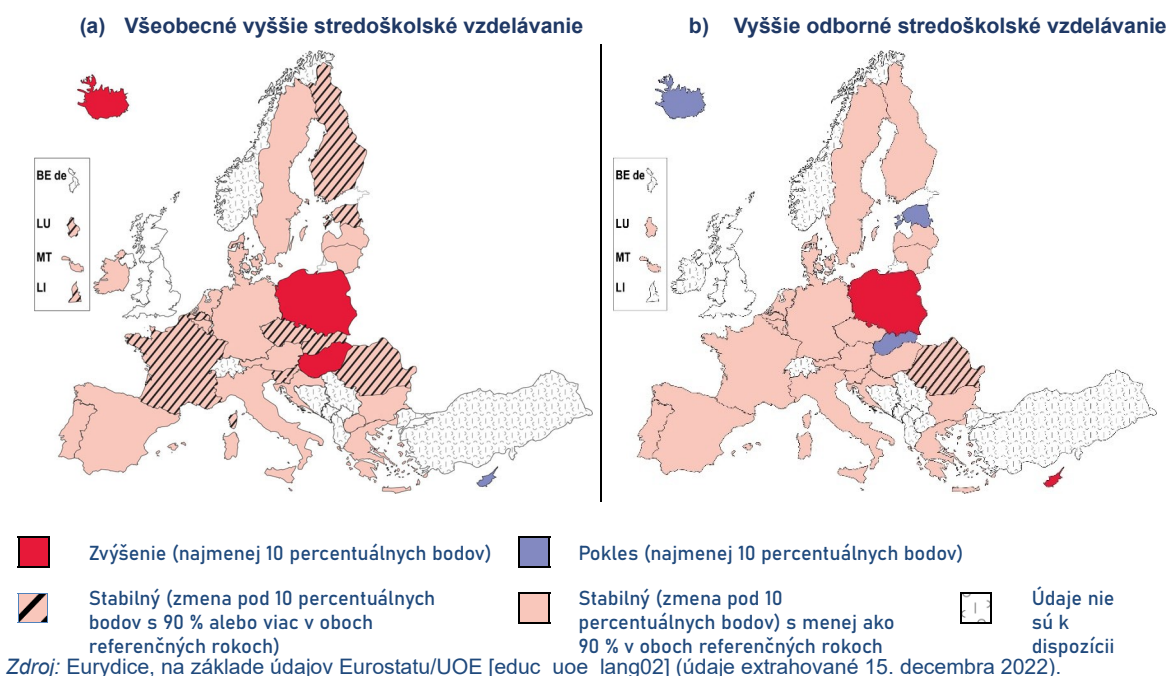 (a) Všeobecné vyššie stredoškolské vzdelávanie
b) Vyššie odborné stredoškolské vzdelávanie
BE de
LU
MT
LI
BE de
LU
MT
LI
Zvýšenie (najmenej 10 percentuálnych bodov)
Pokles (najmenej 10 percentuálnych bodov)
Stabilný (zmena pod 10 percentuálnych
bodov s 90 % alebo viac v oboch
referenčných rokoch)
Stabilný (zmena pod 10
percentuálnych bodov) s menej ako
90 % v oboch referenčných rokoch
Údaje nie
sú k
dispozícii
Zdroj: Eurydice, na základe údajov Eurostatu/UOE [educ_uoe_lang02] (údaje extrahované 15. decembra 2022).